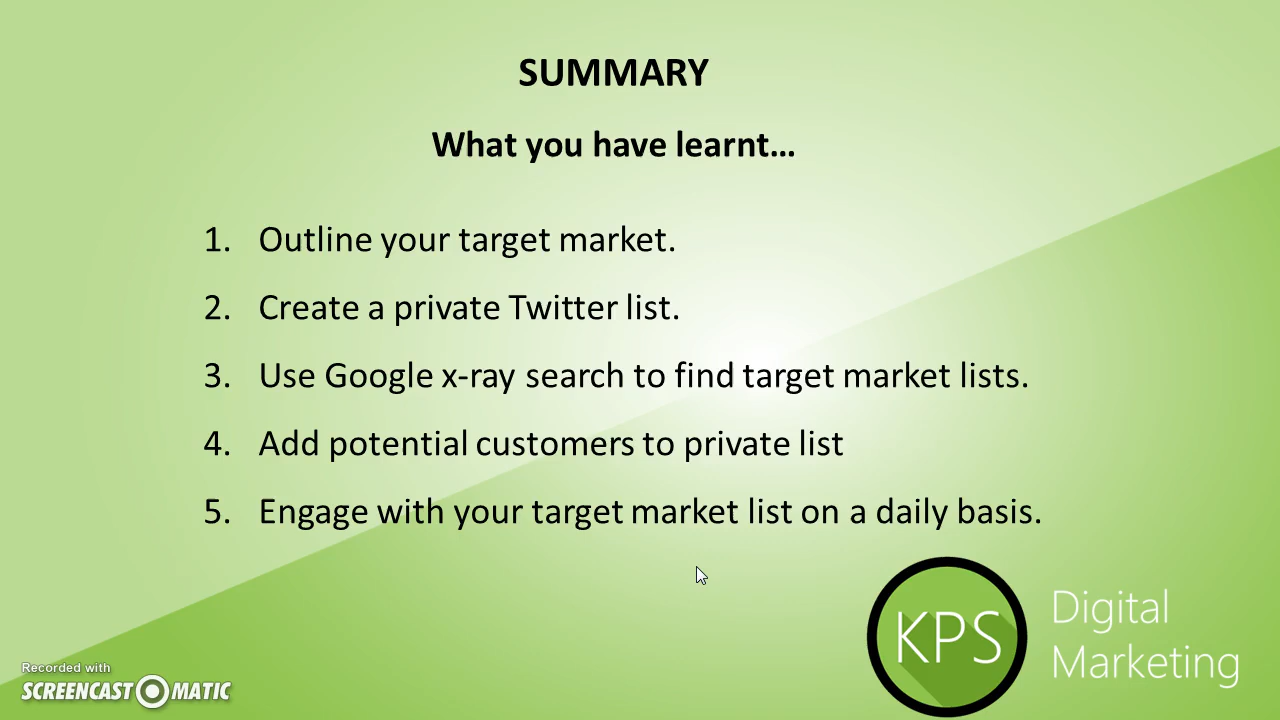 SUMMARY
What you have learnt...
1. Outline your target market.
2. Create a private Twitter list.
3. Use Google x-ray search to find target market lists.
4. Add potential customers to private list
5. Engage with your target market list on a daily basis.
KPS
Digital
Marketing
Recorded with
SCREENCAST MATIC